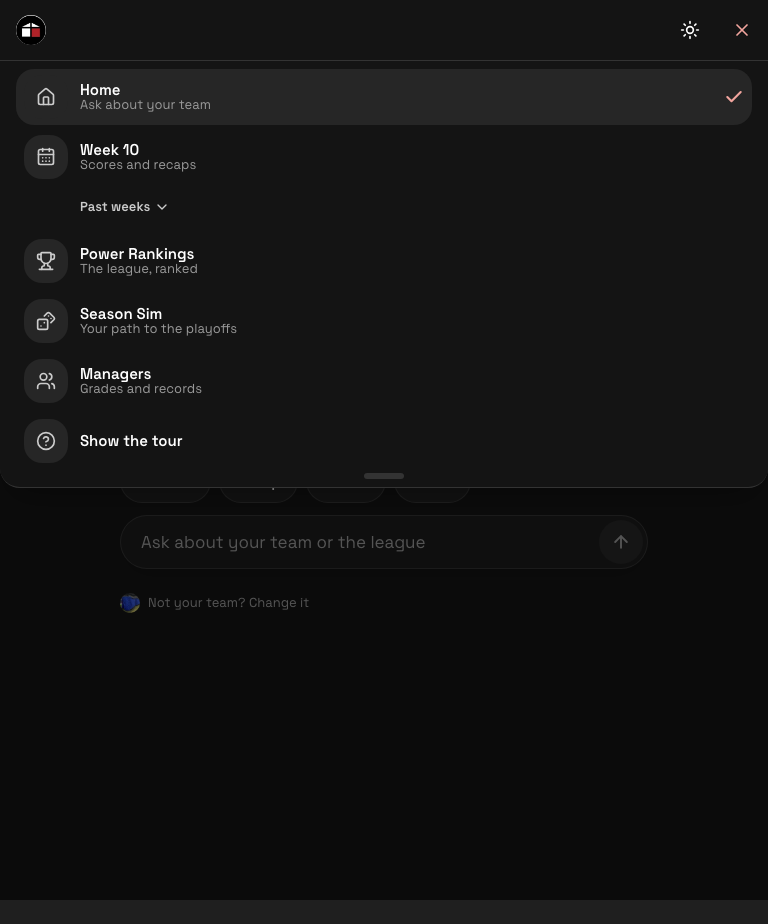 Home
Ask about your team
Week 10
Scores and recaps
Past weeks
Power Rankings
The league, ranked
Season Sim
Your path to the playoffs
Managers
Grades and records
Show the tour
Ask about your team or the league
Not your team? Change it